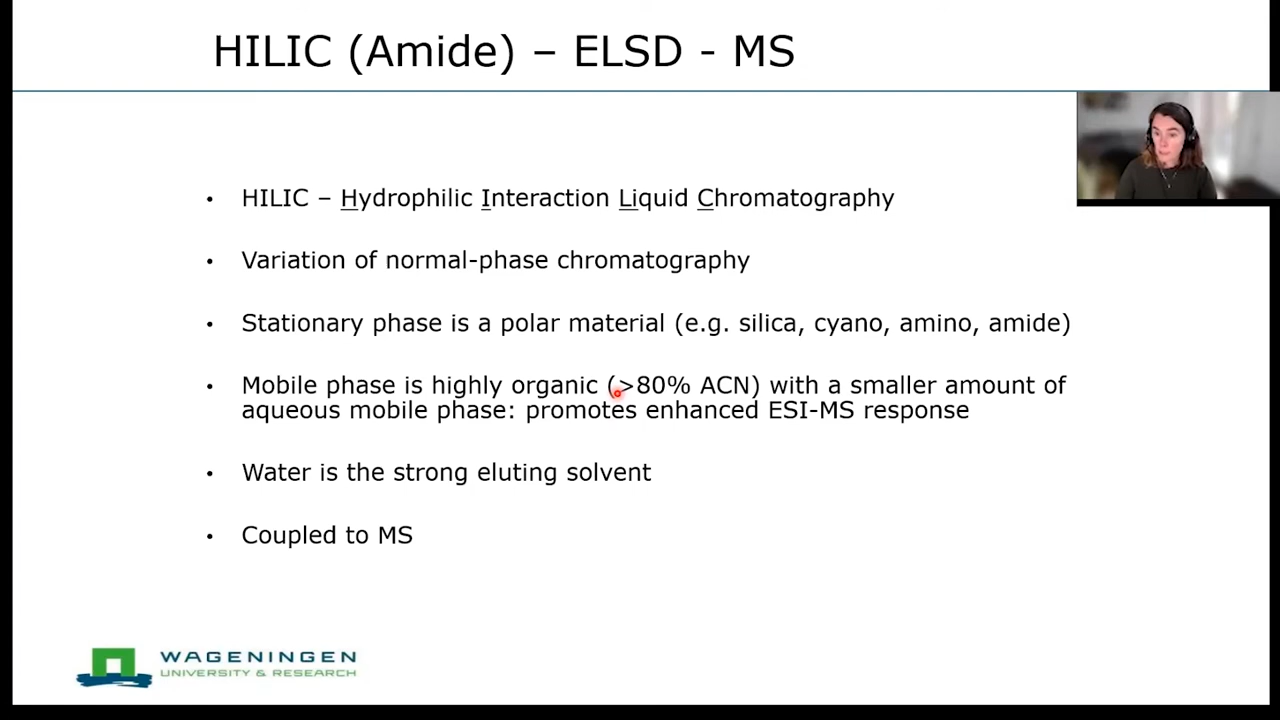 HILIC (Amide) – ELSD - MS
• HILIC – Hydrophilic Interaction Liquid Chromatography
• Variation of normal-phase chromatography
• Stationary phase is a polar material (e.g. silica, cyano, amino, amide)
• Mobile phase is highly organic (>80% ACN) with a smaller amount of
aqueous mobile phase: promotes enhanced ESI-MS response
• Water is the strong eluting solvent
• Coupled to MS
WAGENINGEN
UNIVERSITY & RESEARCH